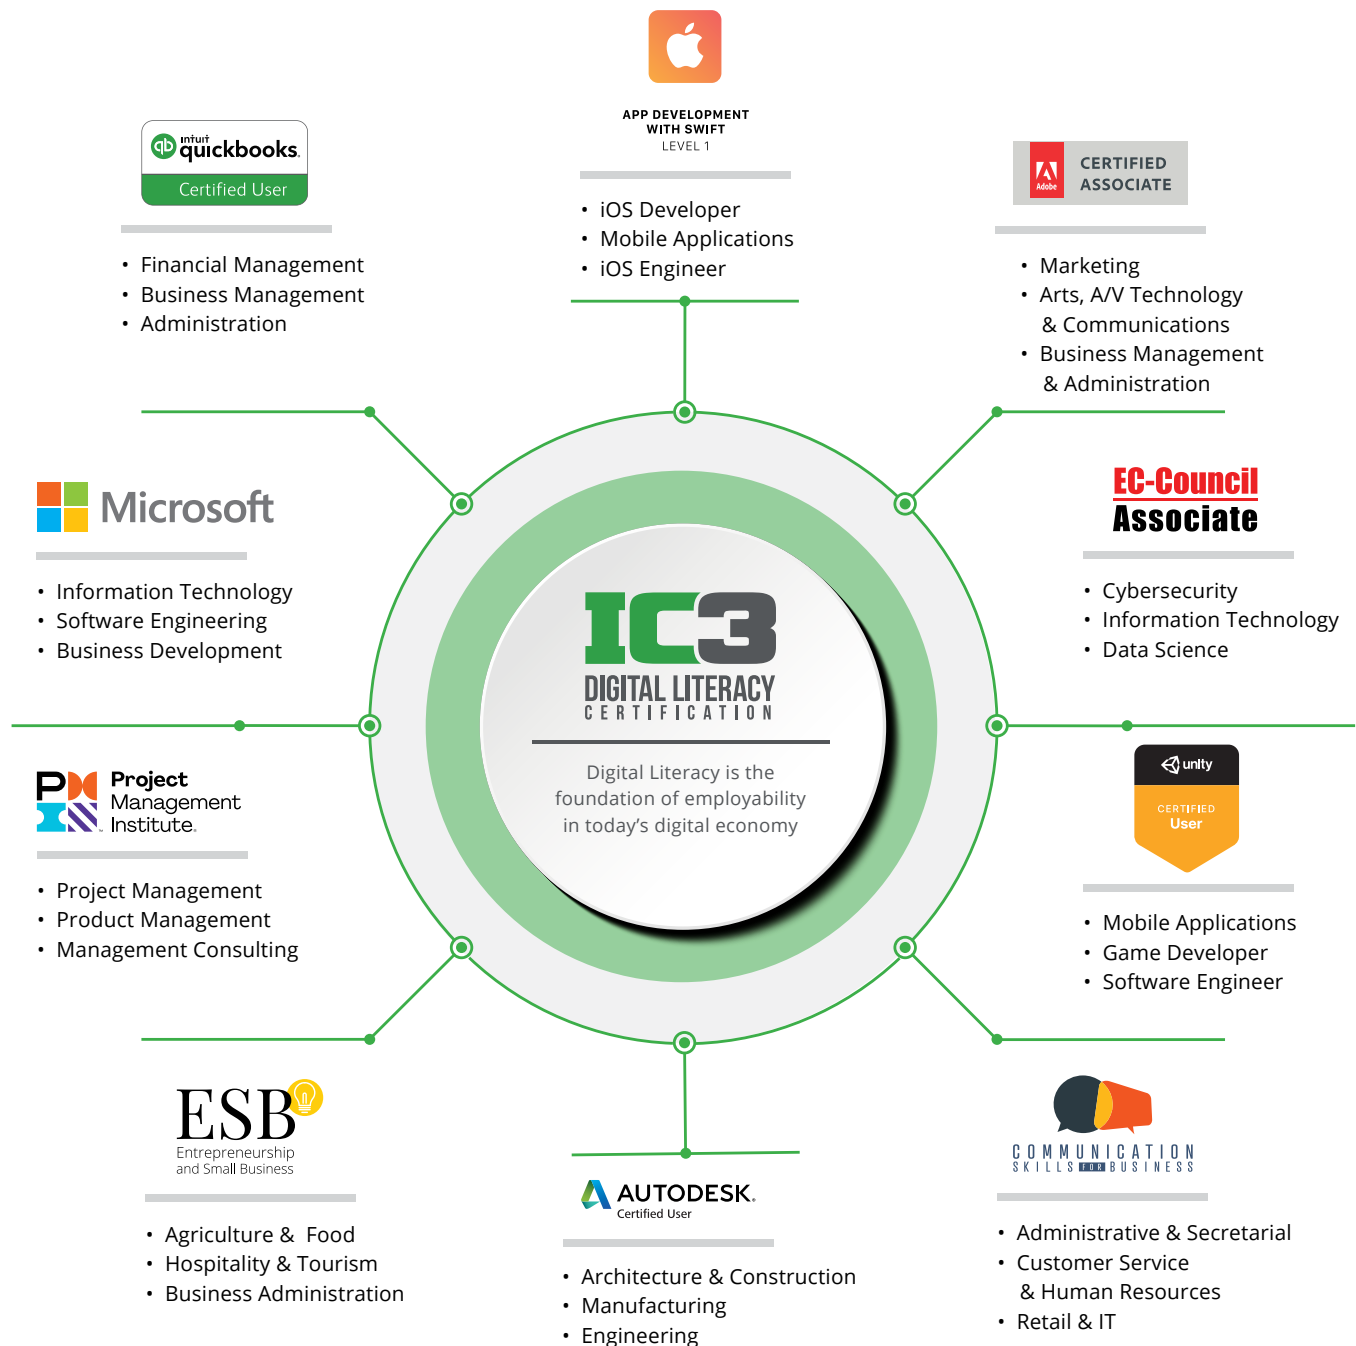 APP DEVELOPMENT
WITH SWIFT
LEVEL 1
• iOS Developer
• Mobile Applications
• iOS Engineer
intuit
qb quickbooks.
Certified User
• Financial Management
• Business Management
• Administration
Adobe
CERTIFIED
ASSOCIATE
• Marketing
• Arts, A/V Technology
& Communications
• Business Management
& Administration
Microsoft
• Information Technology
• Software Engineering
• Business Development
EC-Council
Associate
• Cybersecurity
• Information Technology
• Data Science
IC3
DIGITAL LITERACY
CERTIFICATION
Digital Literacy is the
foundation of employability
in today's digital economy
PM
Project
Management
Institute.
• Project Management
• Product Management
• Management Consulting
unity
CERTIFIED
User
• Mobile Applications
• Game Developer
• Software Engineer
ESB
Entrepreneurship
and Small Business
• Agriculture &  Food
• Hospitality & Tourism
• Business Administration
AUTODESK.
Certified User
• Architecture & Construction
• Manufacturing
• Engineering
COMMUNICATION
SKILLS FOR BUSINESS
• Administrative & Secretarial
• Customer Service
& Human Resources
• Retail & IT